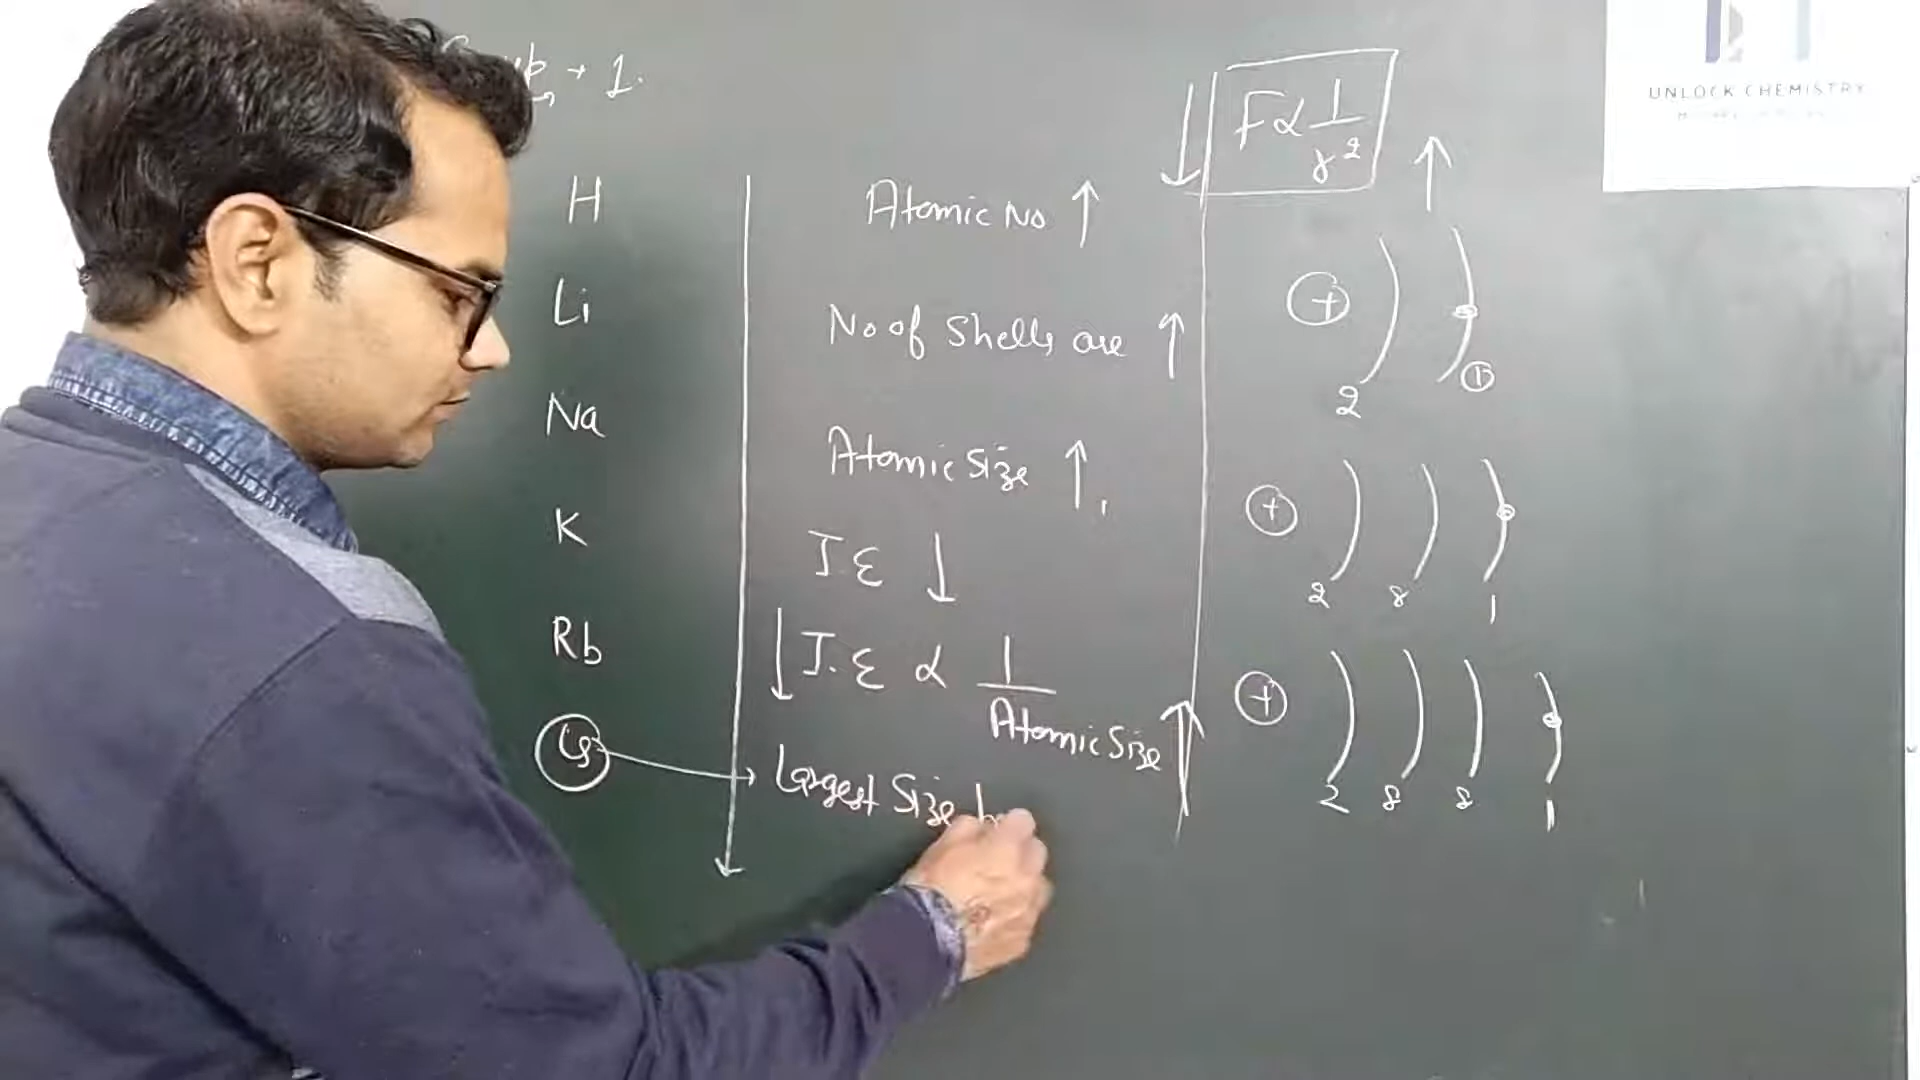 → 1.
H
Li
Na
K
Rb
Cs
Atomic No ↑
No of Shells are ↑
Atomic Size ↑,
I.E ↓
↓ I.E ∝ 1 / Atomic Size ↑
Largest Size
↓ F ∝ 1 / r² ↑
+
2 1
+
2 8 1
+
2 8 8 1
UNLOCK CHEMISTRY